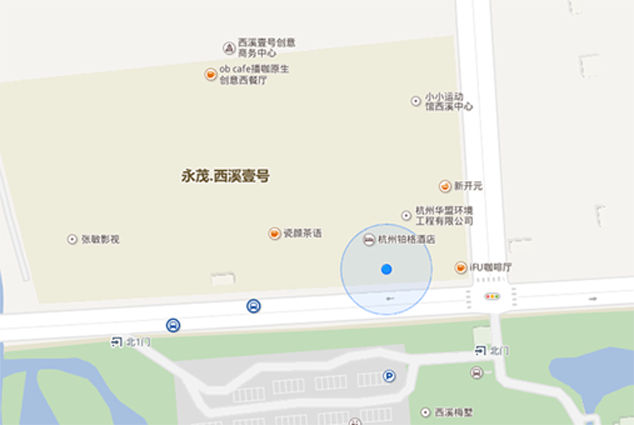 西溪壹号创意
商务中心
ob cafe播咖原生
创意西餐厅
小小运动
馆西溪中心
永茂.西溪壹号
新开元
杭州华盟环境
工程有限公司
张敏影视
瓷颜茶语
杭州铂格酒店
iFU咖啡厅
北1门
北门
P
西溪梅墅